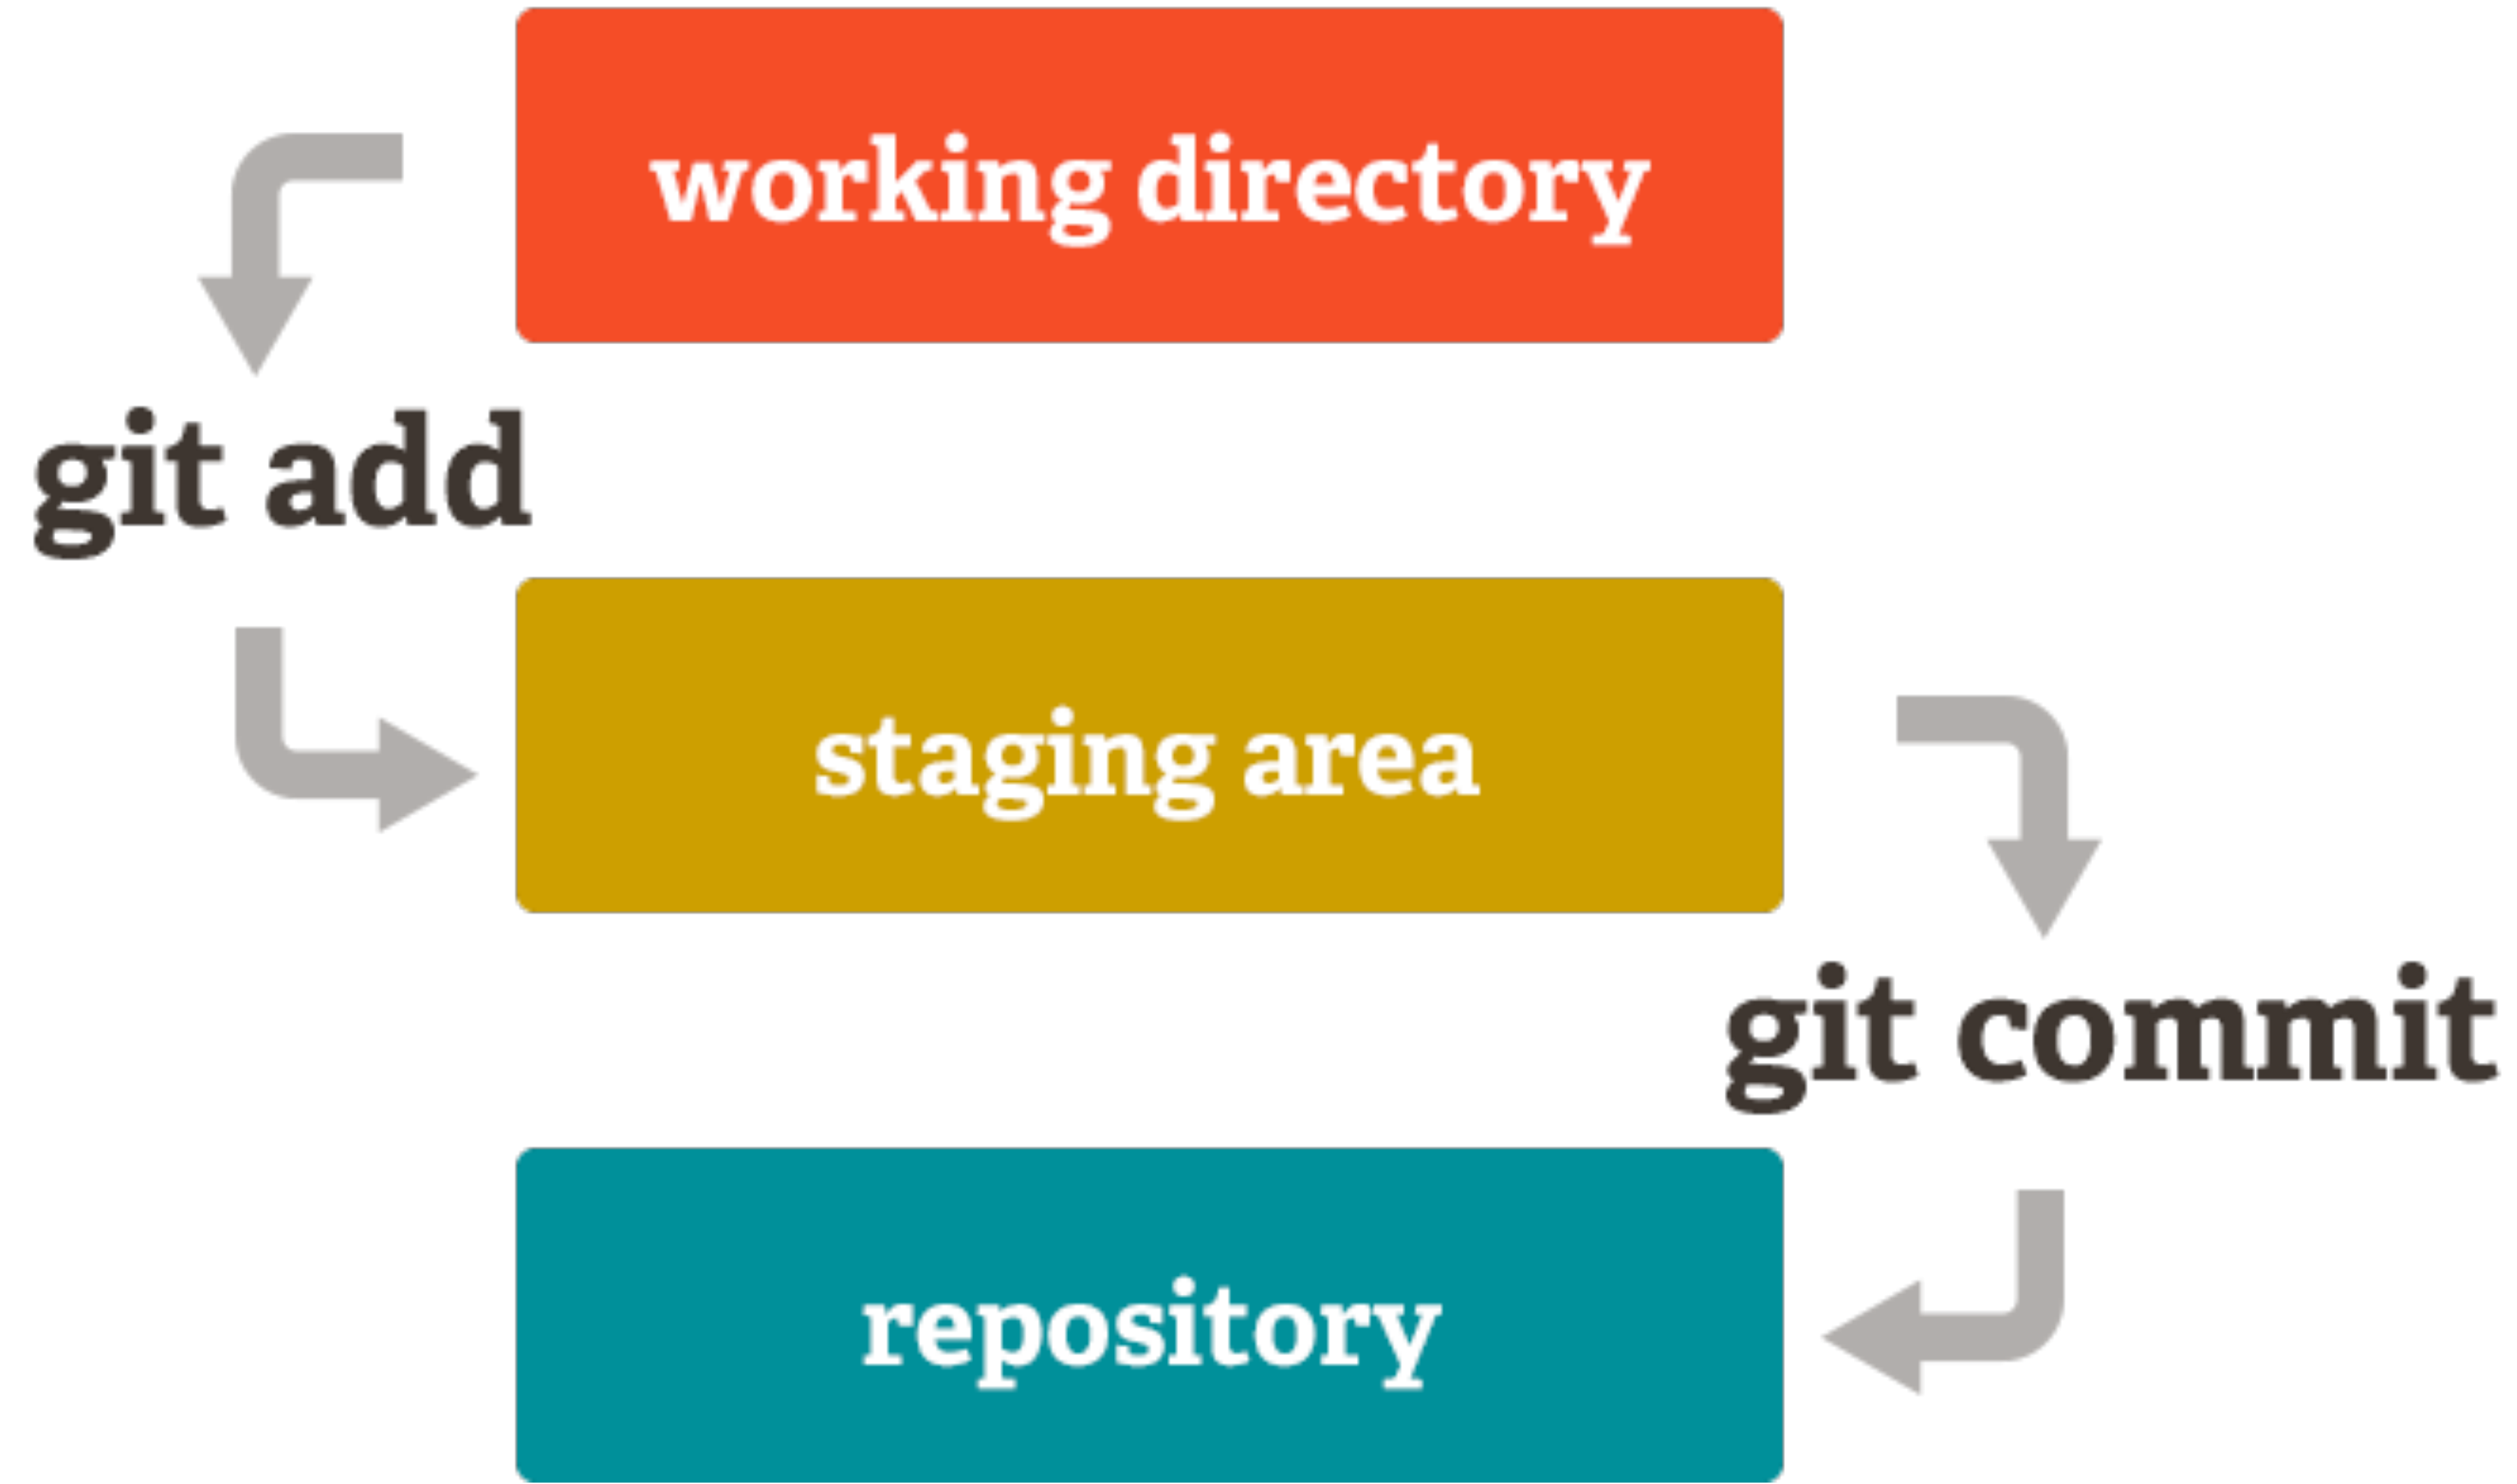 working directory
git add
staging area
git commit
repository